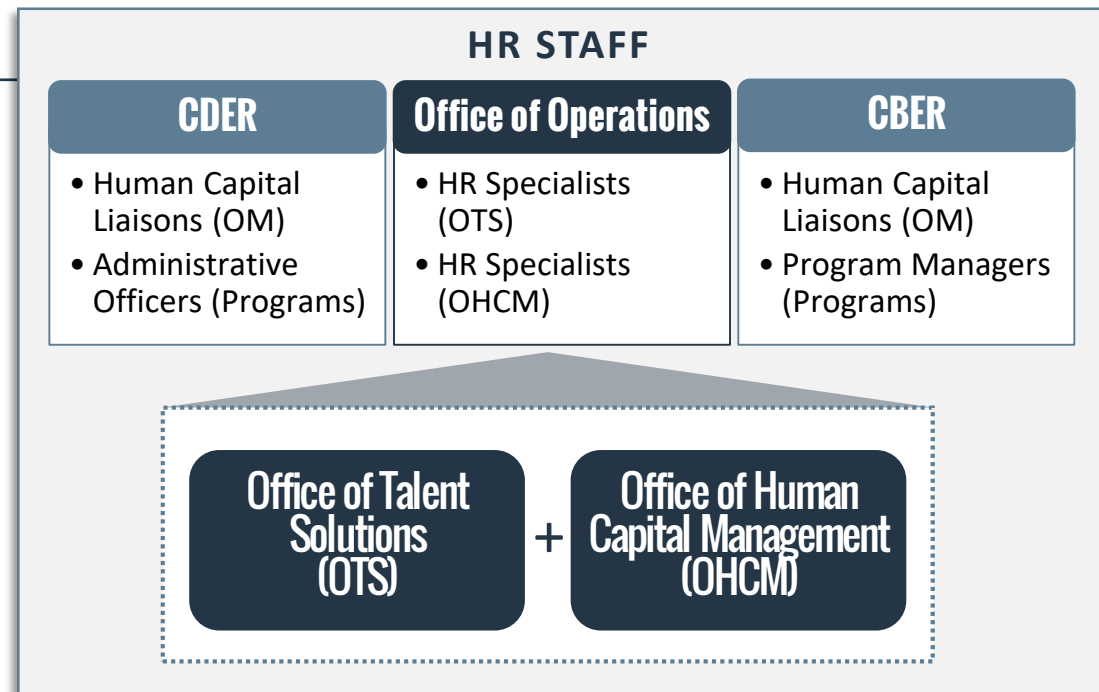 HR STAFF
CDER
• Human Capital
Liaisons (OM)
• Administrative
Officers (Programs)
Office of Operations
• HR Specialists
(OTS)
• HR Specialists
(OHCM)
CBER
• Human Capital
Liaisons (OM)
• Program Managers
(Programs)
Office of Talent
Solutions
(OTS)
+
Office of Human
Capital Management
(OHCM)